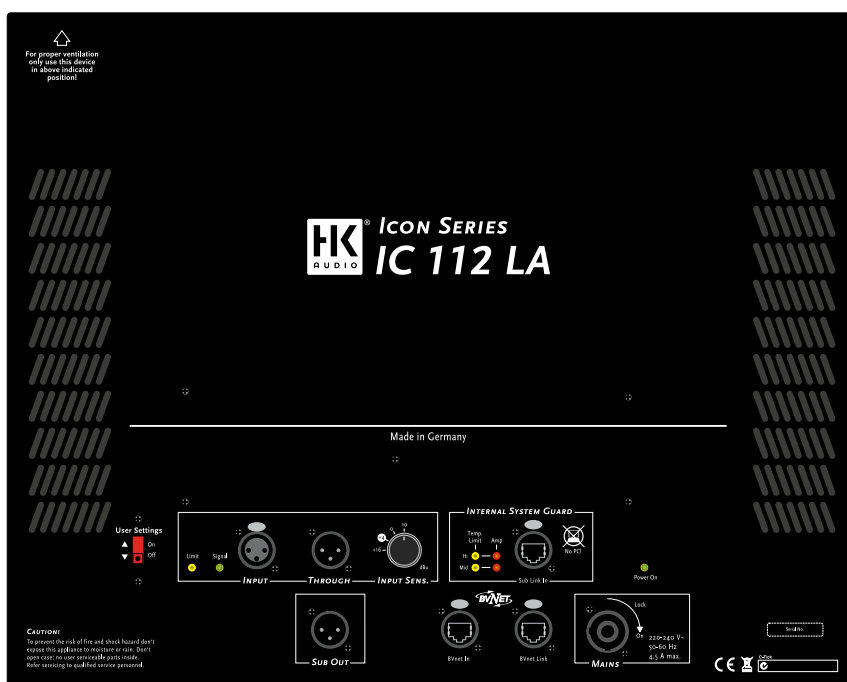 For proper ventilation
only use this device
in above indicated
position!
HK
AUDIO
®
ICON SERIES
IC 112 LA
Made in Germany
User Settings
On
Off
Limit
Signal
INPUT
THROUGH
10
0
+4
+16
dBu
INPUT SENS.
INTERNAL SYSTEM GUARD
Temp.
Limit
Amp
Hi
Mid
Sub Link In
No PC!
Power On
SUB OUT
BVNET
BVnet In
BVnet Link
Lock
On
220-240 V~
50-60 Hz
4,5 A max.
MAINS
Serial No.
CAUTION!
To prevent the risk of fire and shock hazard don't
expose this appliance to moisture or rain. Don't
open case; no user serviceable parts inside.
Refer servicing to qualified service personnel.
CE
C-Tick